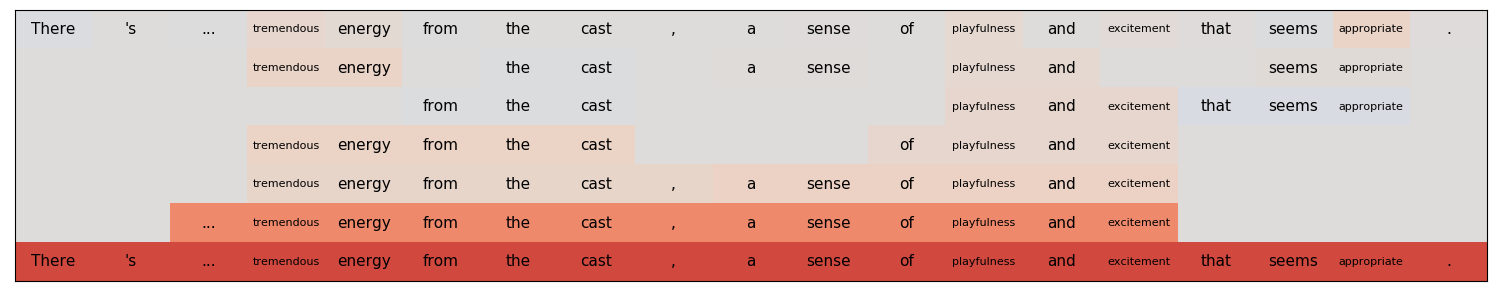 There 's ... tremendous energy from the cast , a sense of playfulness and excitement that seems appropriate .
tremendous energy the cast a sense playfulness and seems appropriate
from the cast playfulness and excitement that seems appropriate
tremendous energy from the cast of playfulness and excitement
tremendous energy from the cast , a sense of playfulness and excitement
... tremendous energy from the cast , a sense of playfulness and excitement
There 's ... tremendous energy from the cast , a sense of playfulness and excitement that seems appropriate .